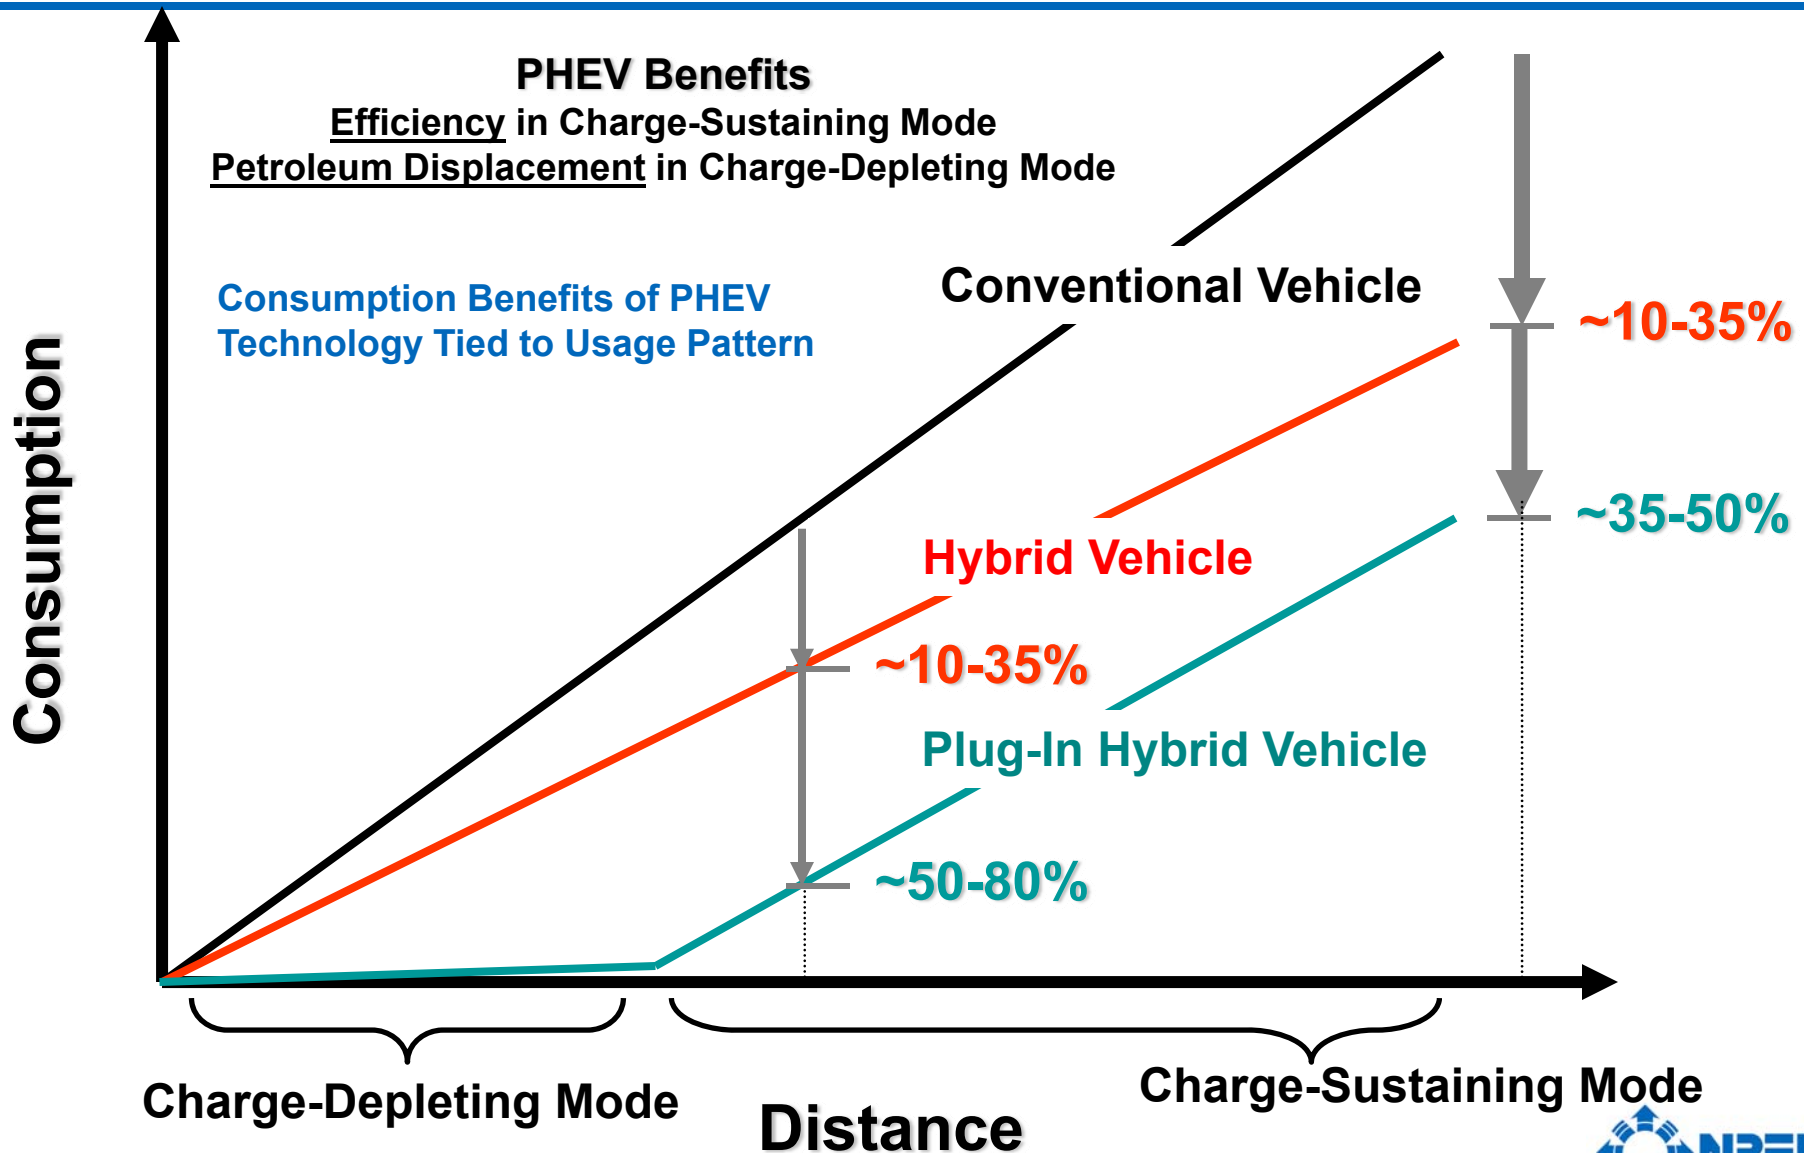 PHEV Benefits
Efficiency in Charge-Sustaining Mode
Petroleum Displacement in Charge-Depleting Mode
Consumption Benefits of PHEV
Technology Tied to Usage Pattern
Conventional Vehicle
~10-35%
~35-50%
Hybrid Vehicle
~10-35%
Plug-In Hybrid Vehicle
~50-80%
Consumption
Charge-Depleting Mode
Charge-Sustaining Mode
Distance